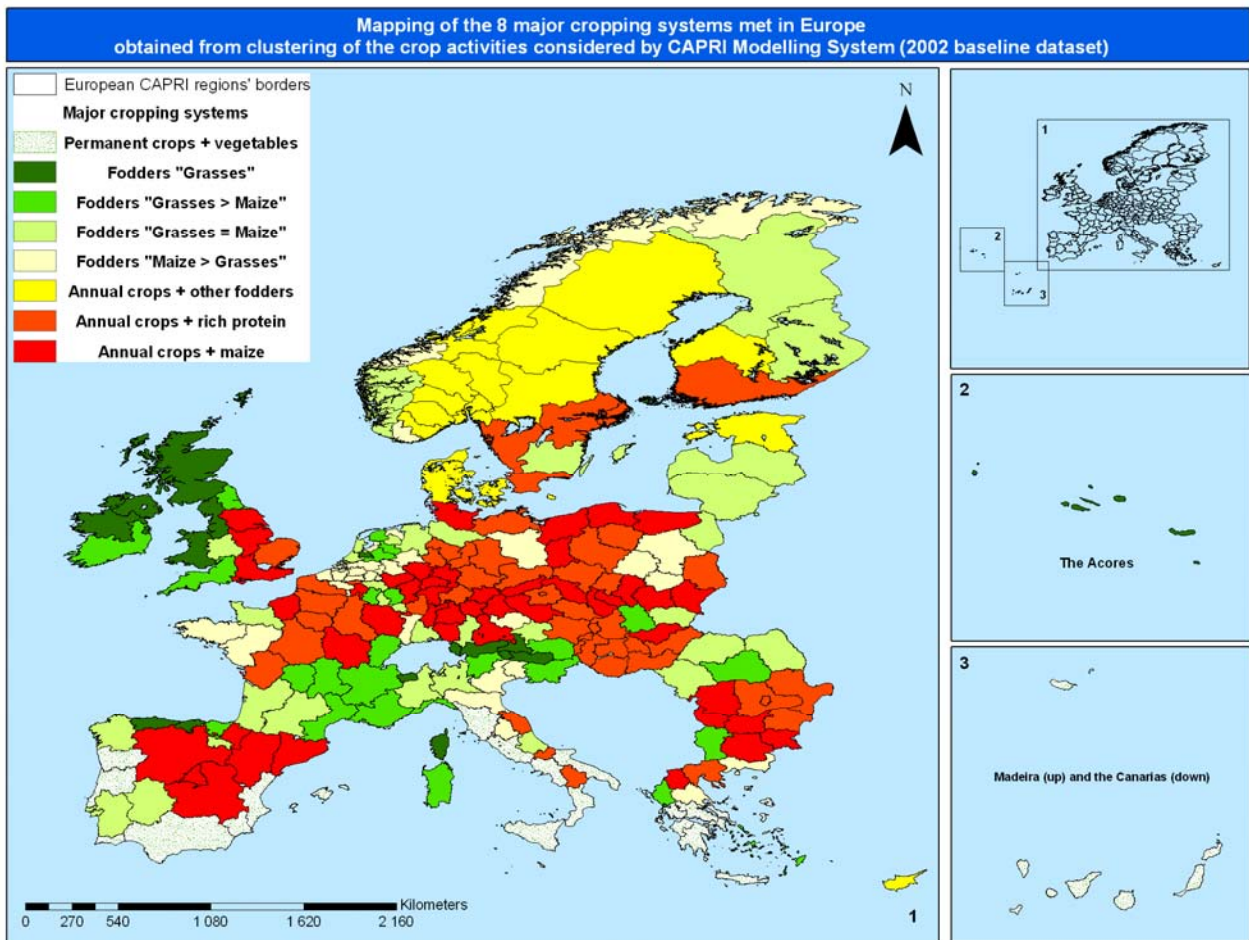 Mapping of the 8 major cropping systems met in Europe
obtained from clustering of the crop activities considered by CAPRI Modelling System (2002 baseline dataset)
European CAPRI regions' borders
Major cropping systems
Permanent crops + vegetables
Fodders "Grasses"
Fodders "Grasses > Maize"
Fodders "Grasses = Maize"
Fodders "Maize > Grasses"
Annual crops + other fodders
Annual crops + rich protein
Annual crops + maize
N
Kilometers
0 270 540 1 080 1 620 2 160
1
1
2
3
2
The Acores
3
Madeira (up) and the Canarias (down)